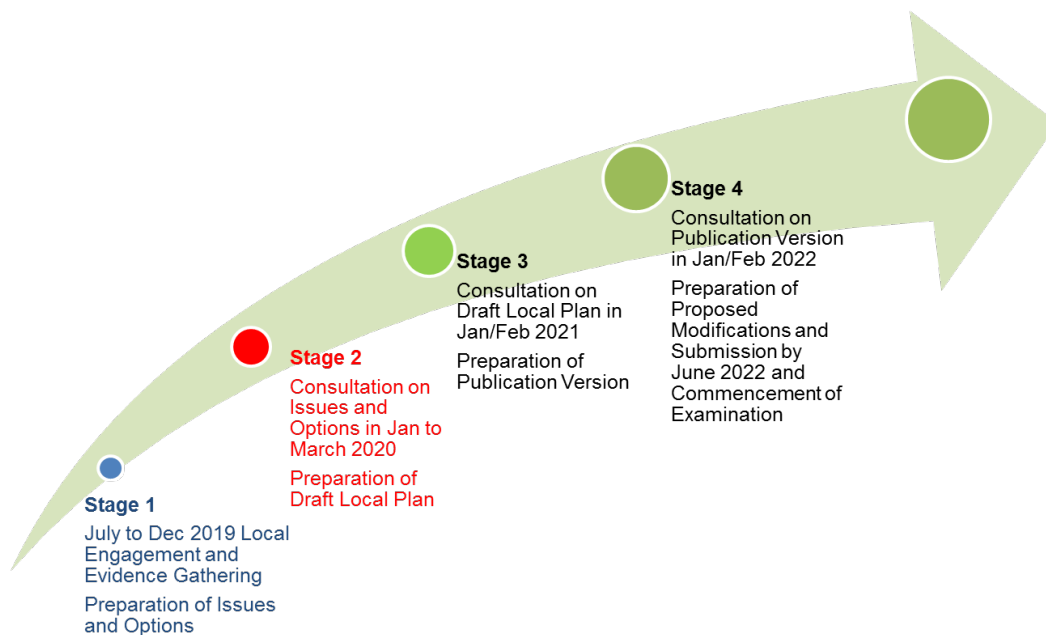 Stage 1
July to Dec 2019 Local
Engagement and
Evidence Gathering
Preparation of Issues
and Options
Stage 2
Consultation on
Issues and
Options in Jan to
March 2020
Preparation of
Draft Local Plan
Stage 3
Consultation on
Draft Local Plan in
Jan/Feb 2021
Preparation of
Publication Version
Stage 4
Consultation on
Publication Version
in Jan/Feb 2022
Preparation of
Proposed
Modifications and
Submission by
June 2022 and
Commencement of
Examination